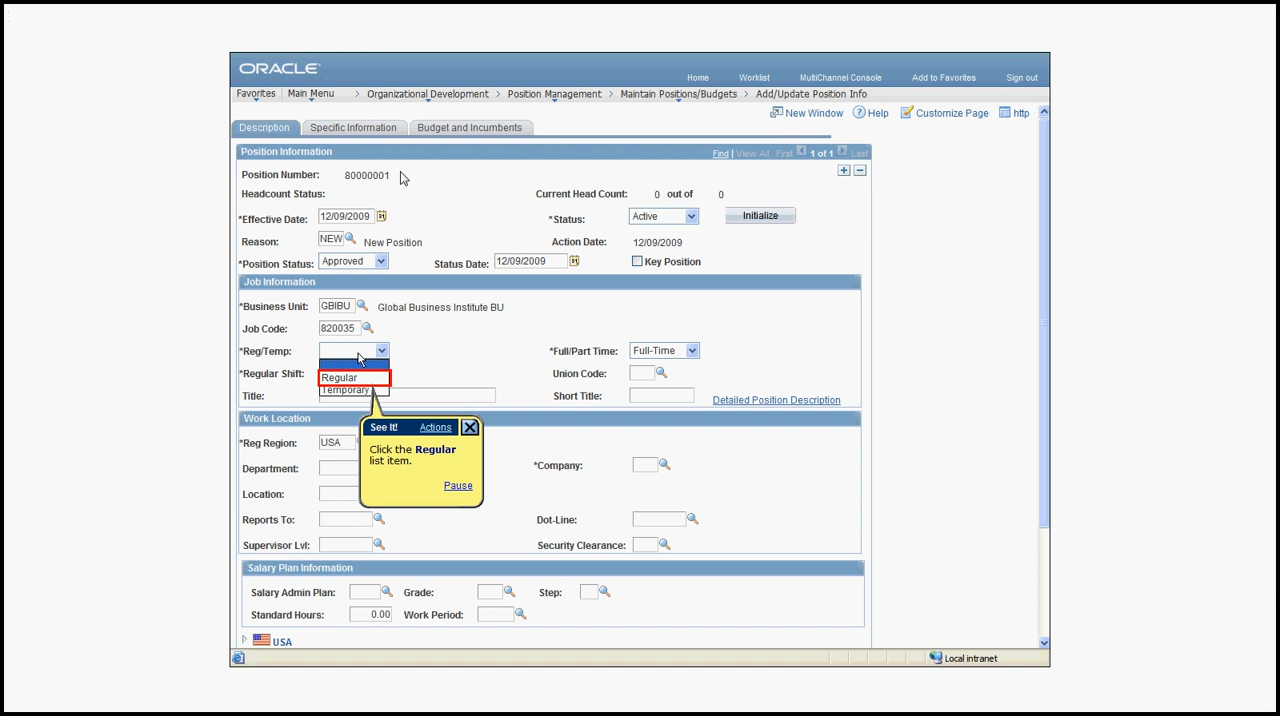 ORACLE
Home Worklist MultiChannel Console Add to Favorites Sign out
Favorites Main Menu > Organizational Development > Position Management > Maintain Positions/Budgets > Add/Update Position Info
New Window Help Customize Page http
Description Specific Information Budget and Incumbents
Position Information Find | View All First 1 of 1 Last
Position Number: 80000001
Headcount Status: Current Head Count: 0 out of 0
*Effective Date: 12/09/2009 *Status: Active Initialize
Reason: NEW New Position Action Date: 12/09/2009
*Position Status: Approved Status Date: 12/09/2009 Key Position
Job Information
*Business Unit: GBIBU Global Business Institute BU
Job Code: 820035
*Reg/Temp: *Full/Part Time: Full-Time
*Regular Shift: Regular Union Code:
Temporary
Title: Short Title: Detailed Position Description
Work Location
See It! Actions
*Reg Region: USA
Click the Regular
list item.
Department: *Company:
Pause
Location:
Reports To: Dot-Line:
Supervisor Lvl: Security Clearance:
Salary Plan Information
Salary Admin Plan: Grade: Step:
Standard Hours: 0.00 Work Period:
USA
Local intranet